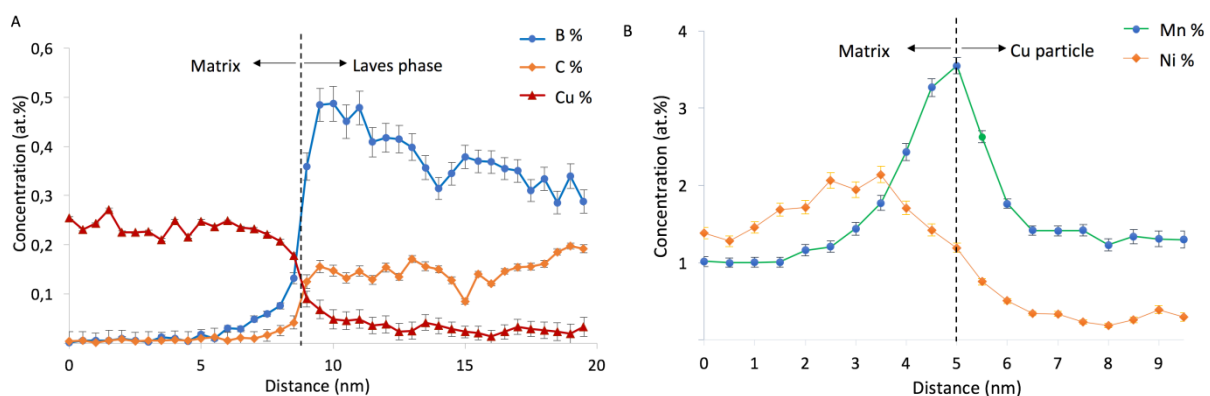 A
Concentration (at.%)
0,6
0,5
0,4
0,3
0,2
0,1
0
5
10
15
20
Distance (nm)
Matrix
Laves phase
B %
C %
Cu %
B
Concentration (at.%)
4
3
2
1
0
1
2
3
4
5
6
7
8
9
Distance (nm)
Matrix
Cu particle
Mn %
Ni %